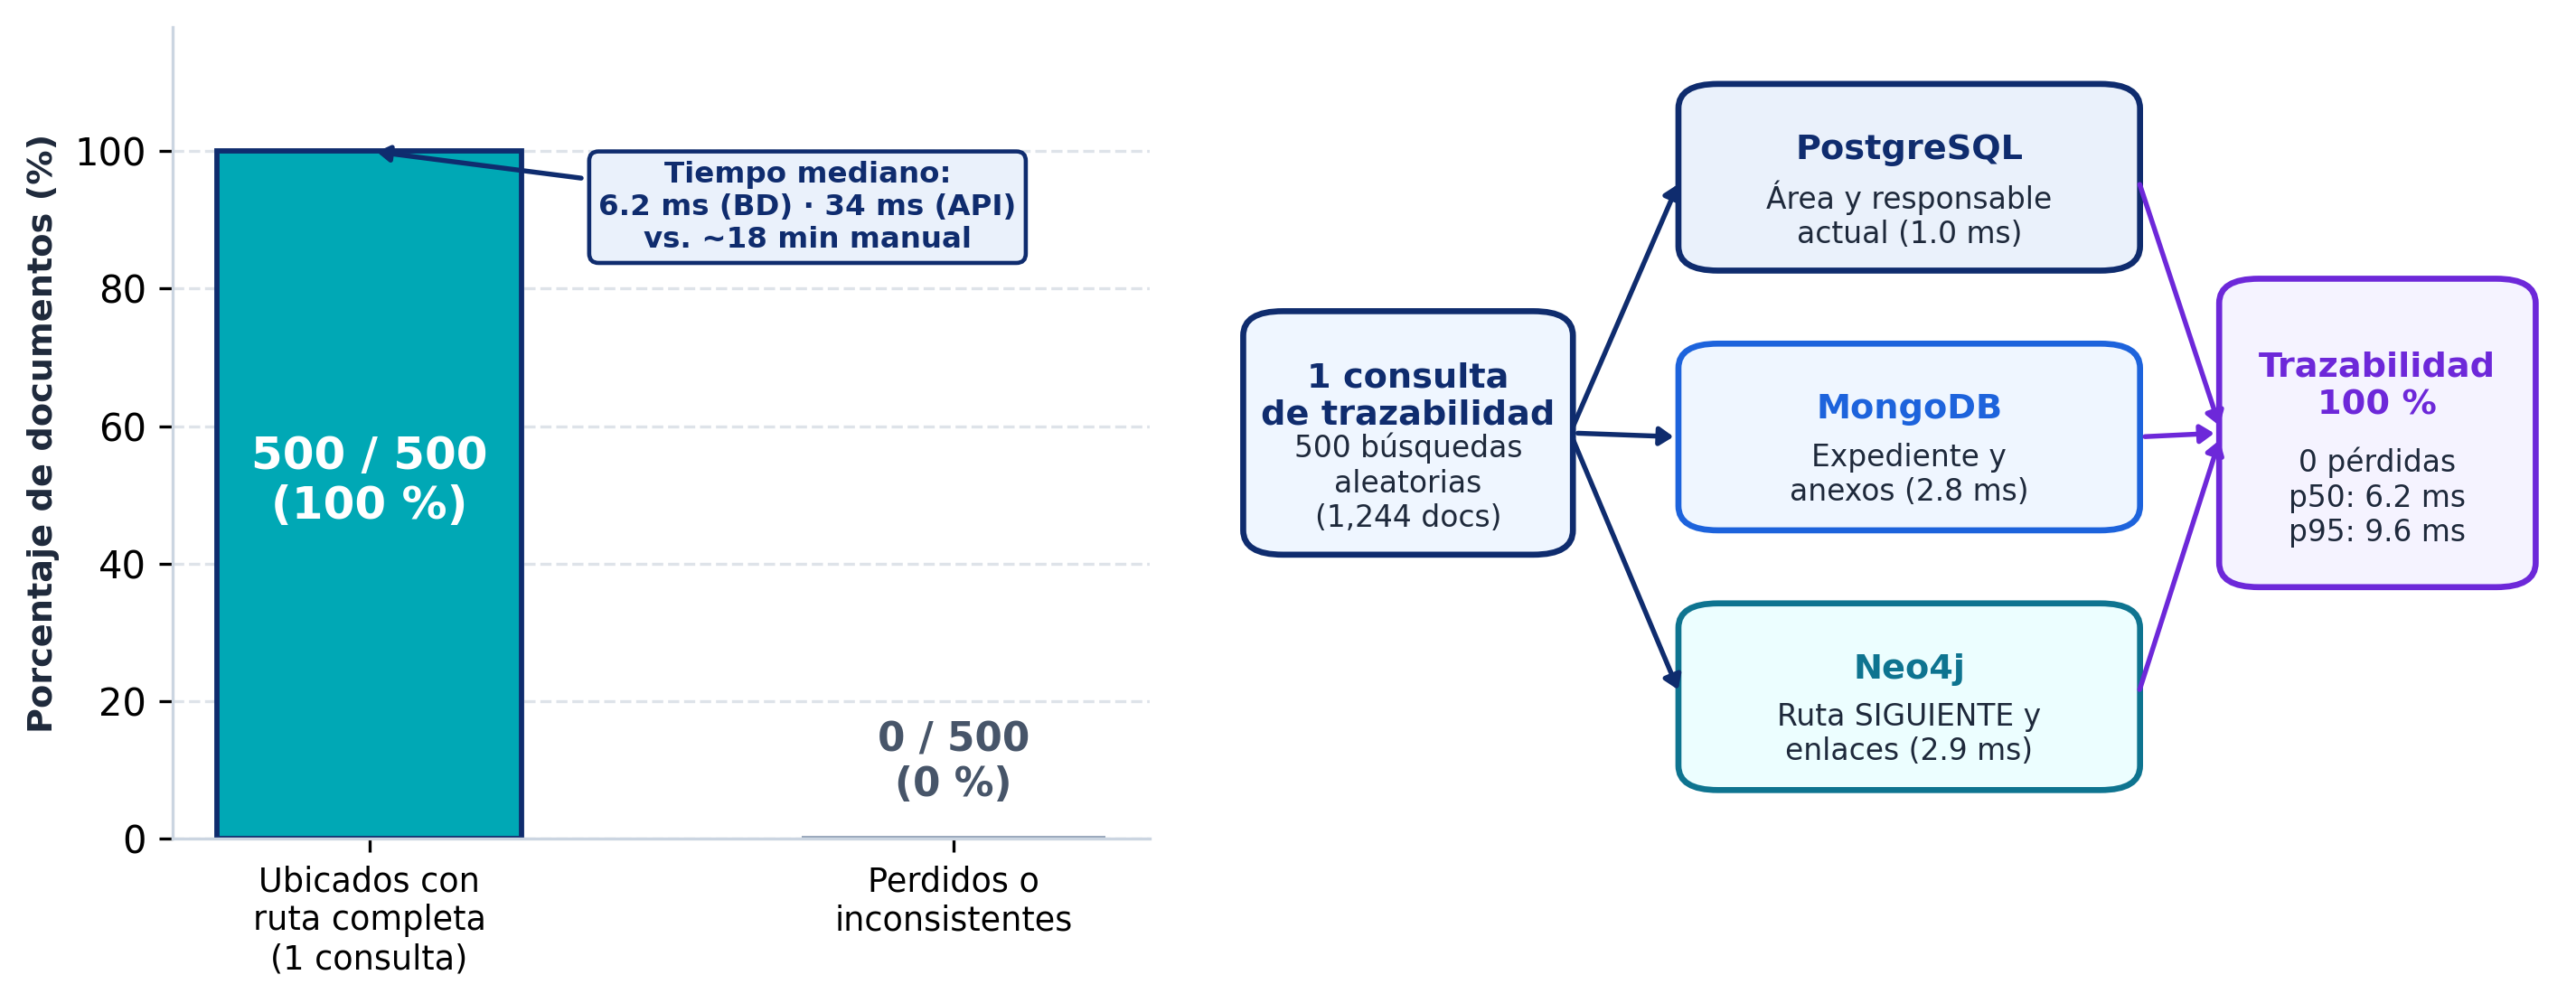 Porcentaje de documentos (%)
100
80
60
40
20
0
Tiempo mediano:
6.2 ms (BD) · 34 ms (API)
vs. ~18 min manual
500 / 500
(100 %)
0 / 500
(0 %)
Ubicados con
ruta completa
(1 consulta)
Perdidos o
inconsistentes
1 consulta
de trazabilidad
500 búsquedas
aleatorias
(1,244 docs)
PostgreSQL
Área y responsable
actual (1.0 ms)
MongoDB
Expediente y
anexos (2.8 ms)
Neo4j
Ruta SIGUIENTE y
enlaces (2.9 ms)
Trazabilidad
100 %
0 pérdidas
p50: 6.2 ms
p95: 9.6 ms